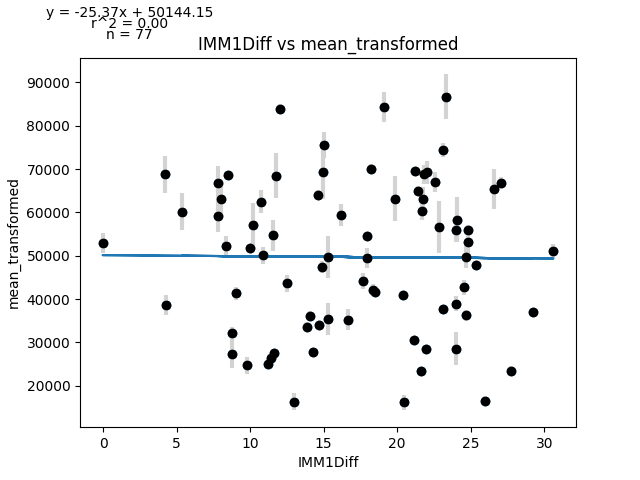 y = -25.37x + 50144.15
r^2 = 0.00
n = 77
IMM1Diff vs mean_transformed
90000
80000
70000
60000
50000
40000
30000
20000
mean_transformed
0 5 10 15 20 25 30
IMM1Diff